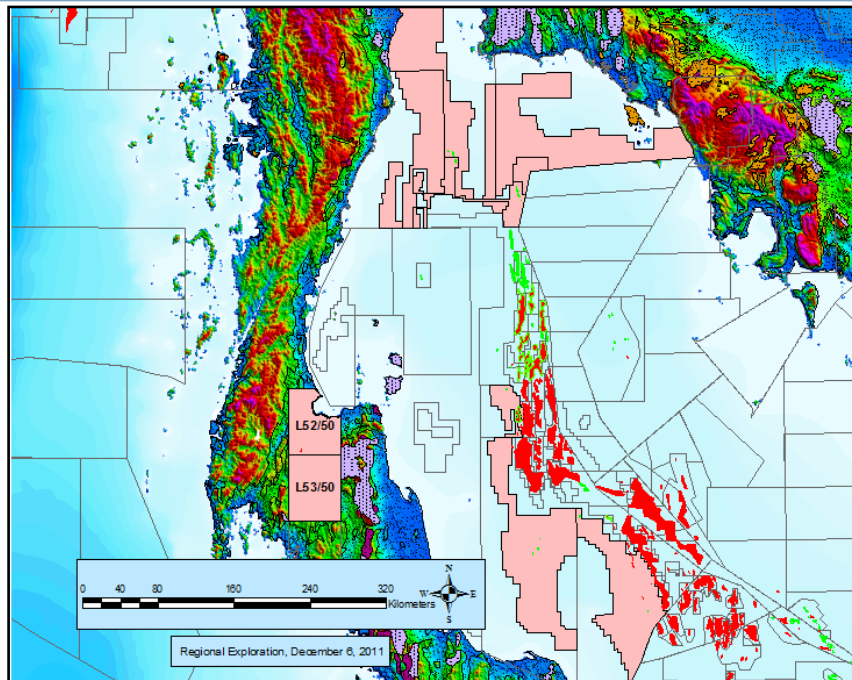 L52/50
L53/50
N
W E
S
0 40 80 160 240 320
Kilometers
Regional Exploration, December 6, 2011